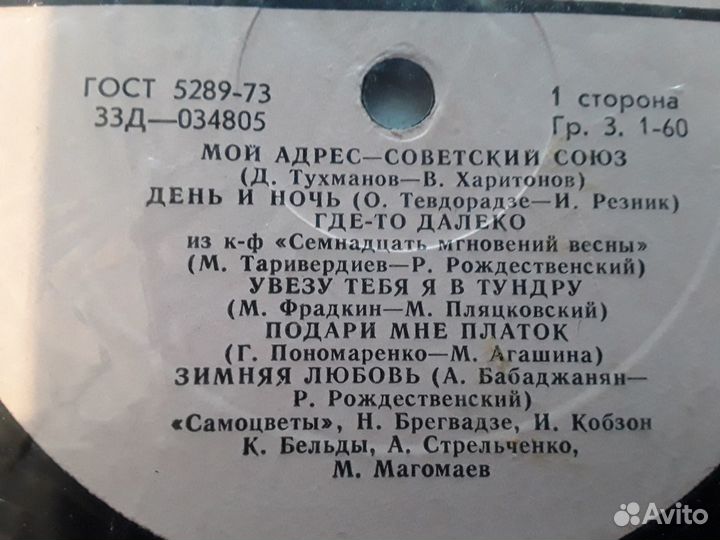 ГОСТ 5289-73
33Д—034805
1 сторона
Гр. 3. 1-60
МОЙ АДРЕС—СОВЕТСКИЙ СОЮЗ
(Д. Тухманов—В. Харитонов)
ДЕНЬ И НОЧЬ (О. Тевдорадзе—И. Резник)
ГДЕ-ТО ДАЛЕКО
из к-ф «Семнадцать мгновений весны»
(М. Таривердиев—Р. Рождественский)
УВЕЗУ ТЕБЯ Я В ТУНДРУ
(М. Фрадкин—М. Пляцковский)
ПОДАРИ МНЕ ПЛАТОК
(Г. Пономаренко—М. Агашина)
ЗИМНЯЯ ЛЮБОВЬ (А. Бабаджанян—
Р. Рождественский)
«Самоцветы», Н. Брегвадзе, И. Кобзон
К. Бельды, А. Стрельченко,
М. Магомаев
Avito